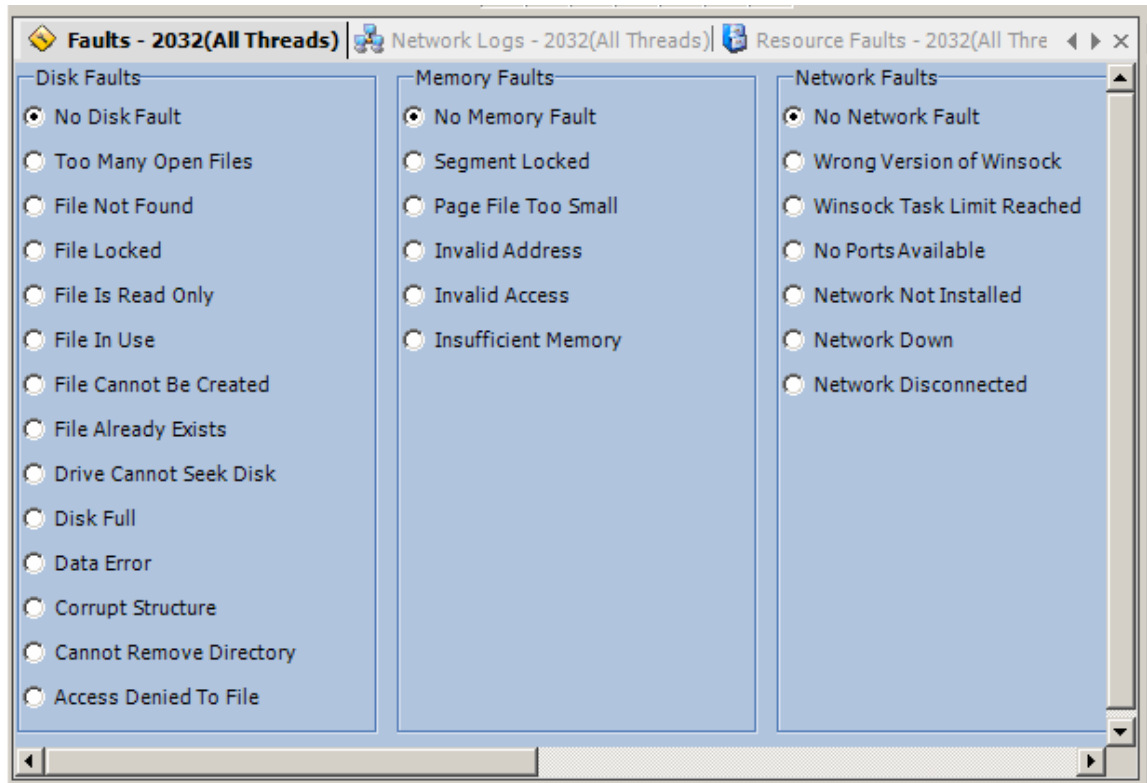 Faults - 2032(All Threads)
Network Logs - 2032(All Threads)
Resource Faults - 2032(All Thre
Disk Faults
No Disk Fault
Too Many Open Files
File Not Found
File Locked
File Is Read Only
File In Use
File Cannot Be Created
File Already Exists
Drive Cannot Seek Disk
Disk Full
Data Error
Corrupt Structure
Cannot Remove Directory
Access Denied To File
Memory Faults
No Memory Fault
Segment Locked
Page File Too Small
Invalid Address
Invalid Access
Insufficient Memory
Network Faults
No Network Fault
Wrong Version of Winsock
Winsock Task Limit Reached
No Ports Available
Network Not Installed
Network Down
Network Disconnected